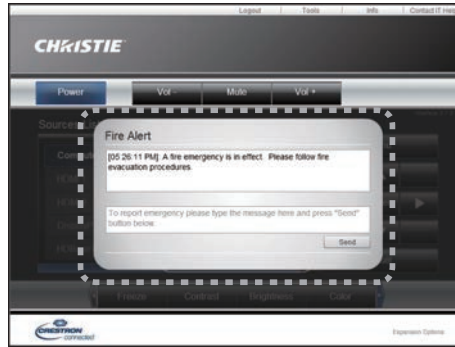 Logout Tools Info Contact IT Help
CHRISTIE
Power Vol - Mute Vol +
Sources List
Fire Alert
[05:26:11 PM] A fire emergency is in effect. Please follow fire
evacuation procedures.
To report emergency please type the message here and press "Send"
button below.
Send
Freeze Contrast Brightness Color
CRESTRON
connected
Expansion Options